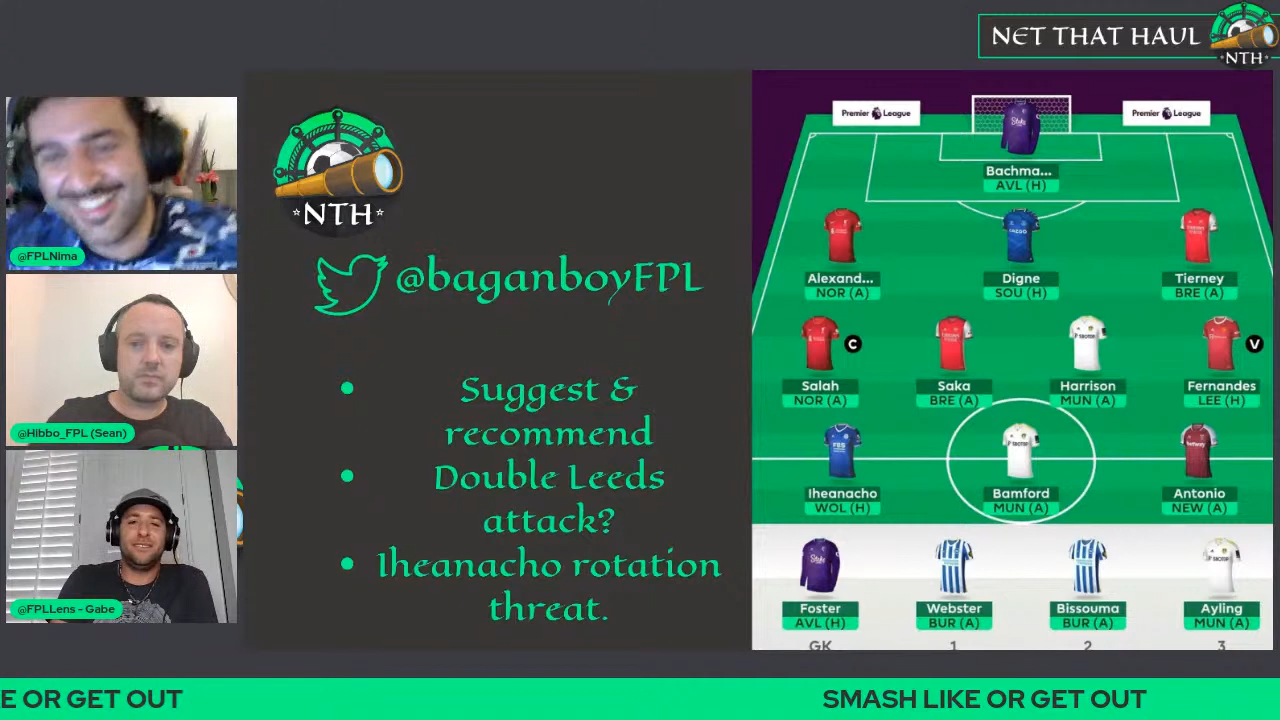 NET THAT HAUL
NTH
Premier League
Premier League
Bachma...
AVL (H)
NTH
@baganboyFPL
Alexand...
NOR (A)
Digne
SOU (H)
Tierney
BRE (A)
@FPLNima
Salah
NOR (A)
C
Saka
BRE (A)
Harrison
MUN (A)
Fernandes
LEE (H)
V
Suggest &
recommend
Double Leeds
attack?
Iheanacho rotation
threat.
@Hibbo_FPL (Sean)
Iheanacho
WOL (H)
Bamford
MUN (A)
Antonio
NEW (A)
@FPLLens - Gabe
Foster
AVL (H)
Webster
BUR (A)
Bissouma
BUR (A)
Ayling
MUN (A)
GK
1
2
3
E OR GET OUT
SMASH LIKE OR GET OUT